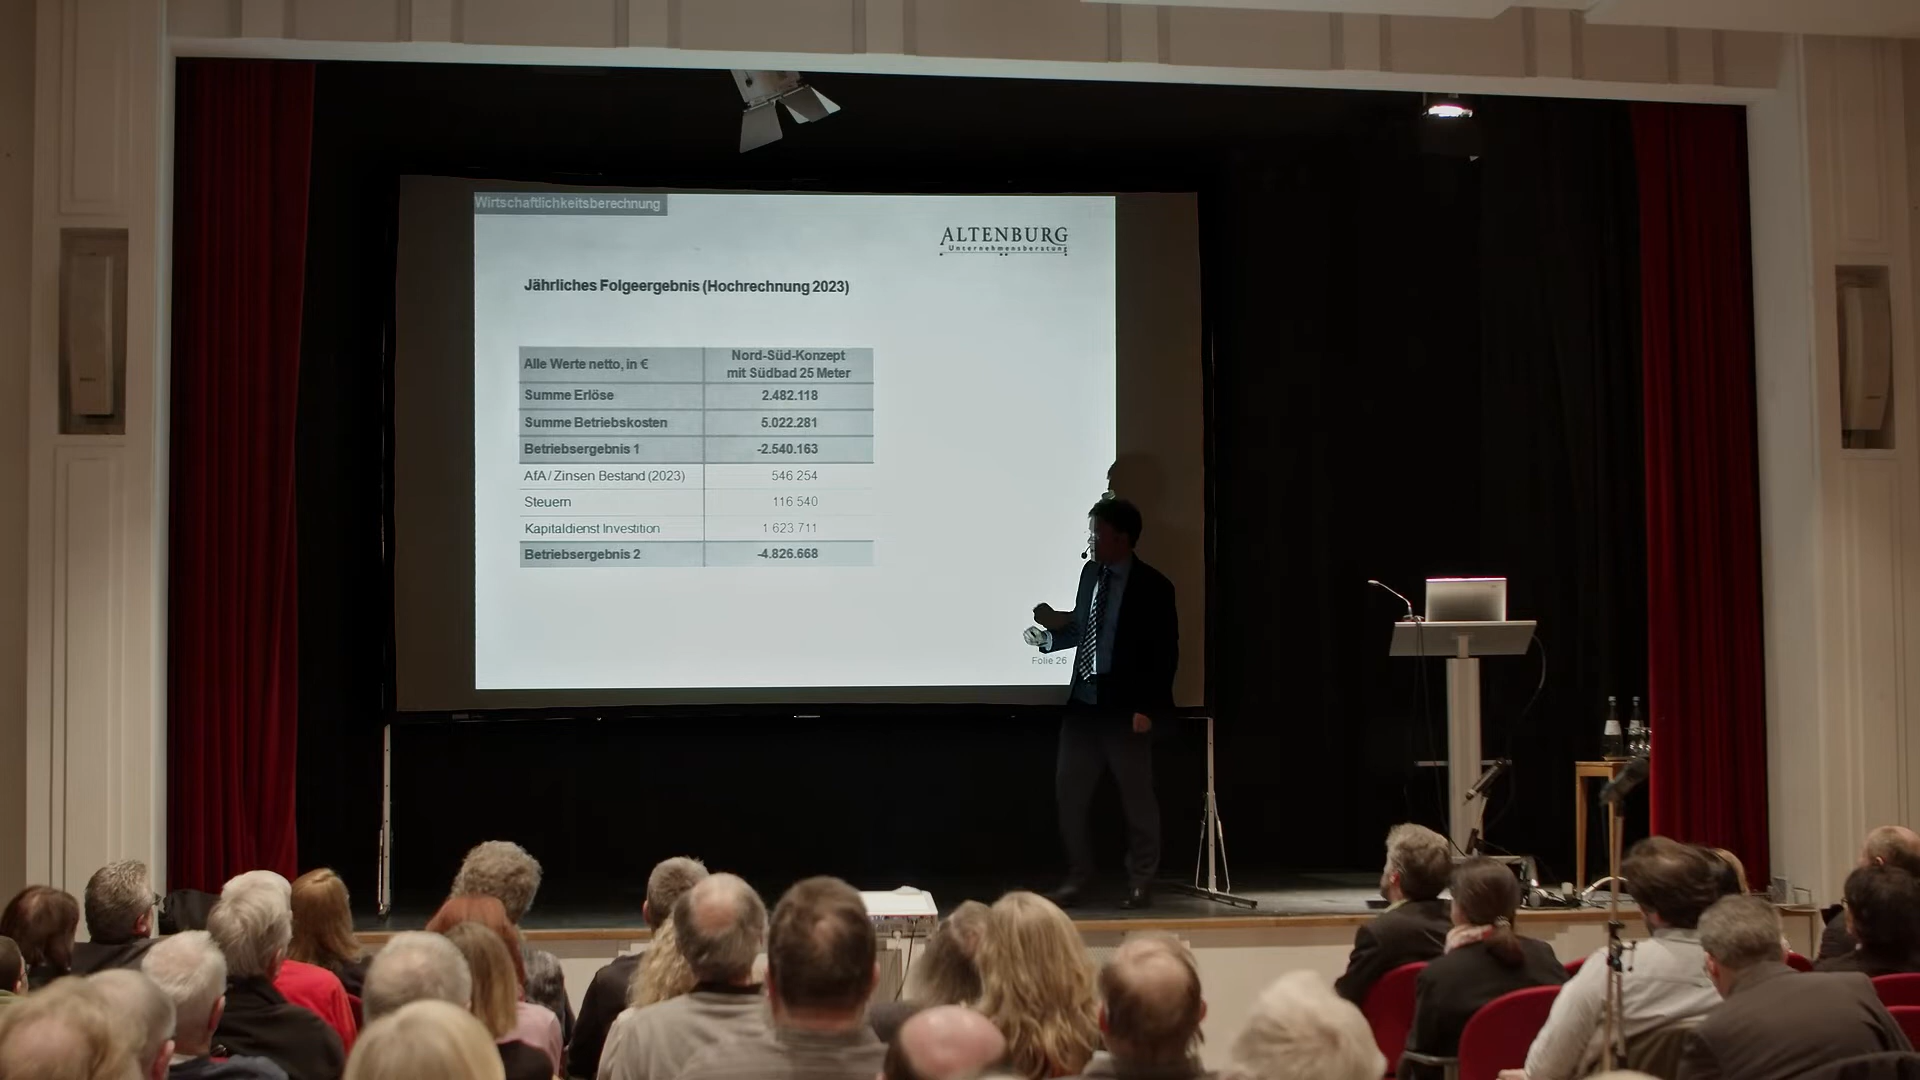 Wirtschaftlichkeitsberechnung
ALTENBURG
Unternehmensberatung
Jährliches Folgeergebnis (Hochrechnung 2023)
Alle Werte netto, in € Nord-Süd-Konzept mit Südbad 25 Meter
Summe Erlöse 2.482.118
Summe Betriebskosten 5.022.281
Betriebsergebnis 1 -2.540.163
AfA / Zinsen Bestand (2023) 546 254
Steuern 116 540
Kapitaldienst Investition 1 623 711
Betriebsergebnis 2 -4.826.668
Folie 26